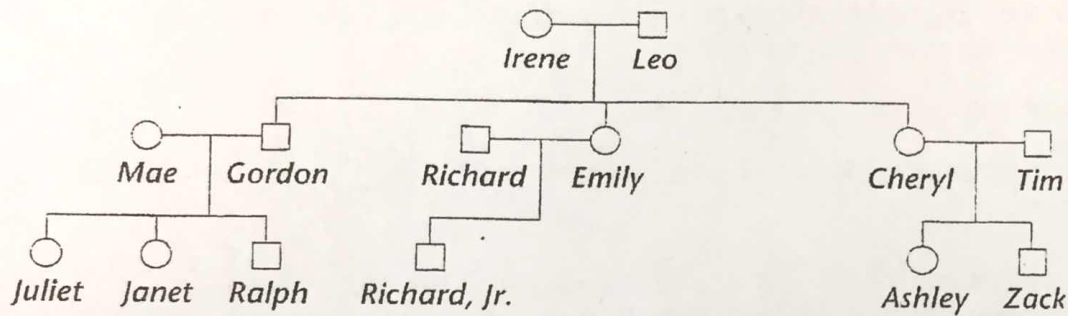 Irene Leo
Mae Gordon Richard Emily Cheryl Tim
Juliet Janet Ralph Richard, Jr. Ashley Zack